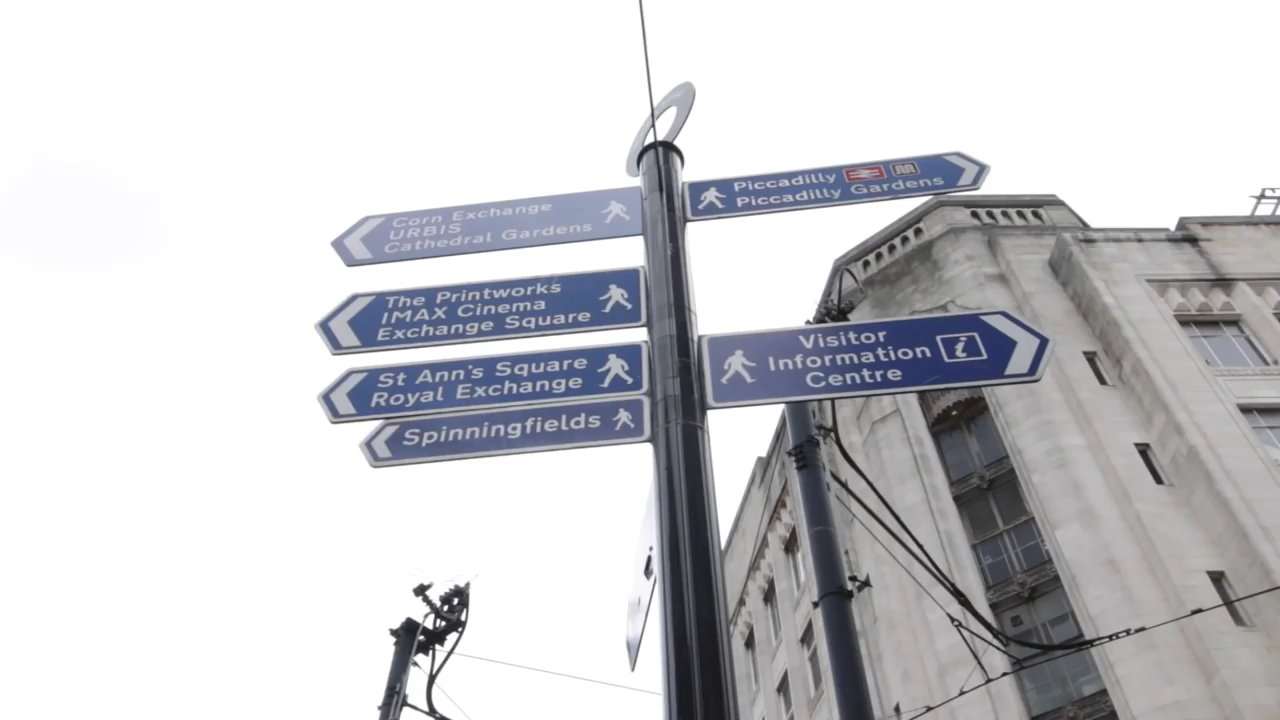 Corn Exchange
URBIS
Cathedral Gardens
The Printworks
IMAX Cinema
Exchange Square
St Ann's Square
Royal Exchange
Spinningfields
Piccadilly
Piccadilly Gardens
Visitor
Information
Centre
i